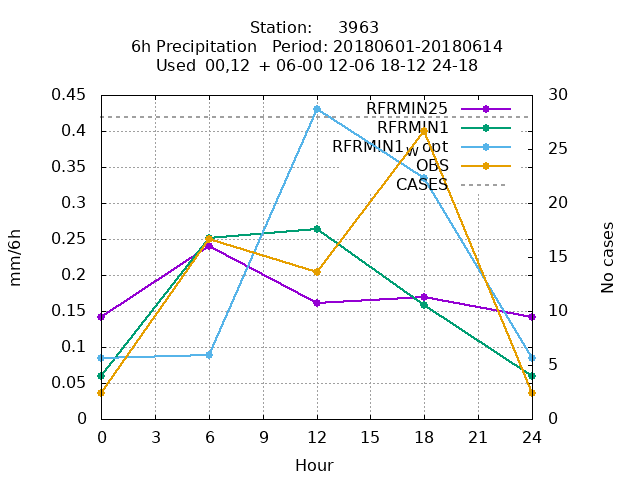 Station: 3963
6h Precipitation Period: 20180601-20180614
Used 00,12 + 06-00 12-06 18-12 24-18
0.45
0.4
0.35
0.3
0.25
0.2
0.15
0.1
0.05
0
30
25
20
15
10
5
0
RFRMIN25
RFRMIN1
RFRMIN1w opt
OBS
CASES
mm/6h
No cases
0 3 6 9 12 15 18 21 24
Hour